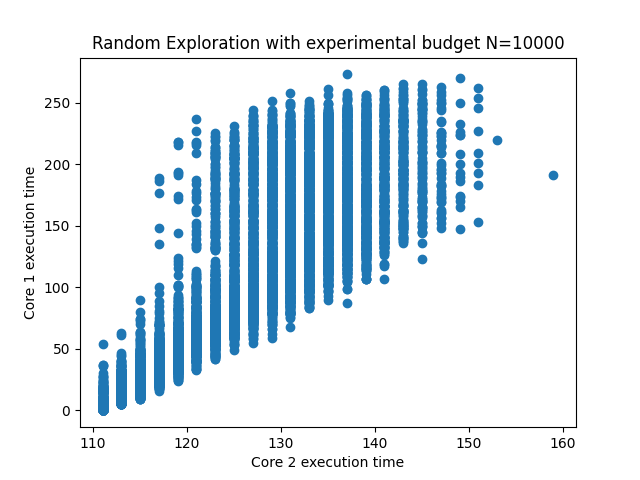 Random Exploration with experimental budget N=10000
Core 1 execution time
250
200
150
100
50
0
110 120 130 140 150 160
Core 2 execution time